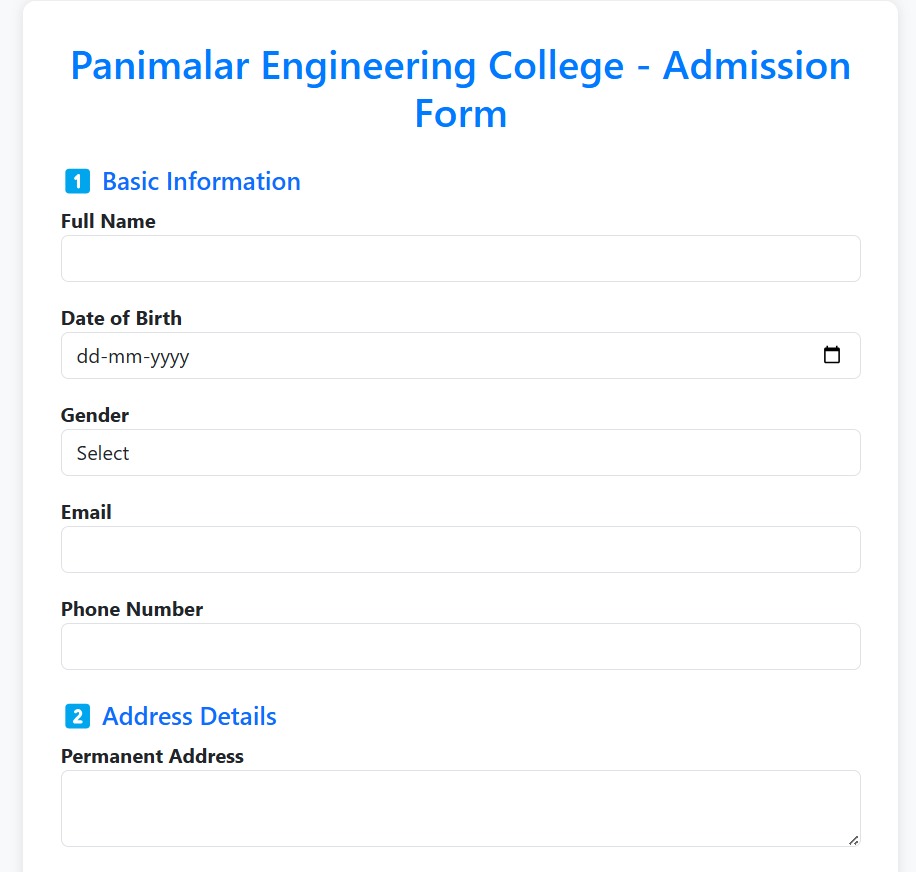 Panimalar Engineering College - Admission
Form
1 Basic Information
Full Name
Date of Birth
dd-mm-yyyy
Gender
Select
Email
Phone Number
2 Address Details
Permanent Address